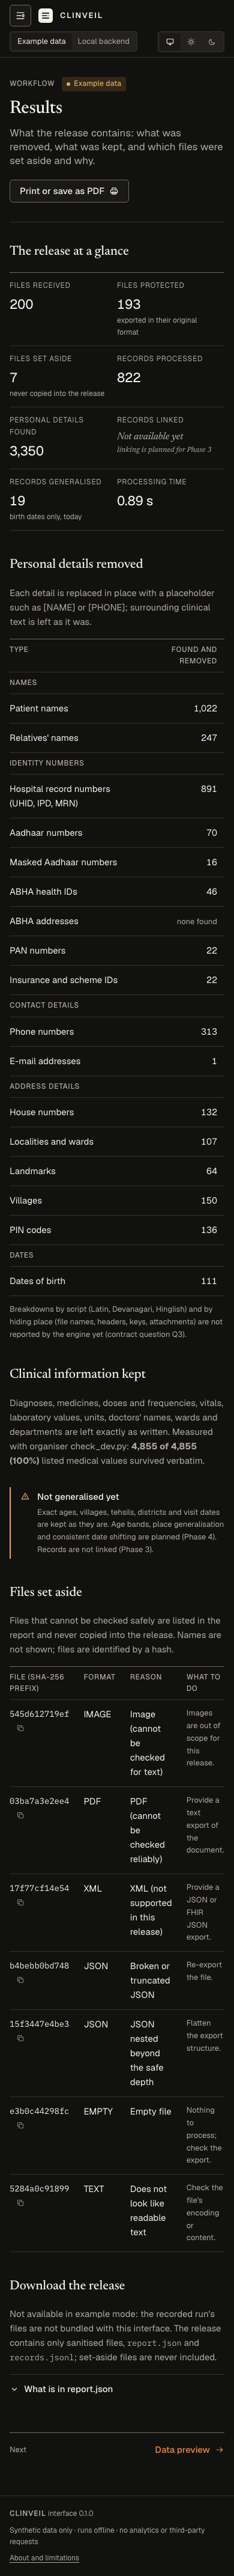 CLINVEIL
Example data Local backend
WORKFLOW Example data
Results
What the release contains: what was
removed, what was kept, and which files were
set aside and why.
Print or save as PDF
The release at a glance
FILES RECEIVED
200
FILES PROTECTED
193
exported in their original
format
FILES SET ASIDE
7
never copied into the release
RECORDS PROCESSED
822
PERSONAL DETAILS
FOUND
3,350
RECORDS LINKED
Not available yet
linking is planned for Phase 3
RECORDS GENERALISED
19
birth dates only, today
PROCESSING TIME
0.89 s
Personal details removed
Each detail is replaced in place with a placeholder
such as [NAME] or [PHONE]; surrounding clinical
text is left as it was.
TYPE FOUND AND
REMOVED
NAMES
Patient names 1,022
Relatives' names 247
IDENTITY NUMBERS
Hospital record numbers 891
(UHID, IPD, MRN)
Aadhaar numbers 70
Masked Aadhaar numbers 16
ABHA health IDs 46
ABHA addresses none found
PAN numbers 22
Insurance and scheme IDs 22
CONTACT DETAILS
Phone numbers 313
E-mail addresses 1
ADDRESS DETAILS
House numbers 132
Localities and wards 107
Landmarks 64
Villages 150
PIN codes 136
DATES
Dates of birth 111
Breakdowns by script (Latin, Devanagari, Hinglish) and by
hiding place (file names, headers, keys, attachments) are not
reported by the engine yet (contract question Q3).
Clinical information kept
Diagnoses, medicines, doses and frequencies, vitals,
laboratory values, units, doctors' names, wards and
departments are left exactly as written. Measured
with organiser check_dev.py: 4,855 of 4,855
(100%) listed medical values survived verbatim.
Not generalised yet
Exact ages, villages, tehsils, districts and visit dates
are kept as they are. Age bands, place generalisation
and consistent date shifting are planned (Phase 4).
Records are not linked (Phase 3).
Files set aside
Files that cannot be checked safely are listed in the
report and never copied into the release. Names are
not shown; files are identified by a hash.
FILE (SHA-256
PREFIX)
FORMAT
REASON
WHAT TO
DO
545d612719ef
IMAGE
Image
(cannot
be
checked
for text)
Images
are out of
scope for
this
release.
03ba7a3e2ee4
PDF
PDF
(cannot
be
checked
reliably)
Provide a
text
export of
the
document.
17f77cf14e54
XML
XML (not
supported
in this
release)
Provide a
JSON or
FHIR
JSON
export.
b4bebb0bd748
JSON
Broken or
truncated
JSON
Re-export
the file.
15f3447e4be3
JSON
JSON
nested
beyond
the safe
depth
Flatten
the export
structure.
e3b0c44298fc
EMPTY
Empty file
Nothing
to
process;
check the
export.
5284a0c91899
TEXT
Does not
look like
readable
text
Check the
file's
encoding
or
content.
Download the release
Not available in example mode: the recorded run's
files are not bundled with this interface. The release
contains only sanitised files, report.json and
records.jsonl; set-aside files are never included.
What is in report.json
Next Data preview →
CLINVEIL interface 0.1.0
Synthetic data only · runs offline · no analytics or third-party
requests
About and limitations